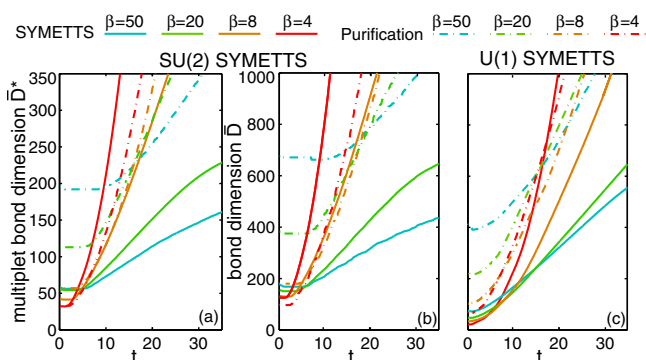 β=50 β=20 β=8 β=4 β=50 β=20 β=8 β=4
SYMETTS Purification
SU(2) SYMETTS U(1) SYMETTS
multiplet bond dimension D̅*
350
300
250
200
150
100
50
0
0 10 20 30
t
(a)
bond dimension D̅
1000
800
600
400
200
0
0 10 20 30
t
(b)
0 10 20 30
t
(c)